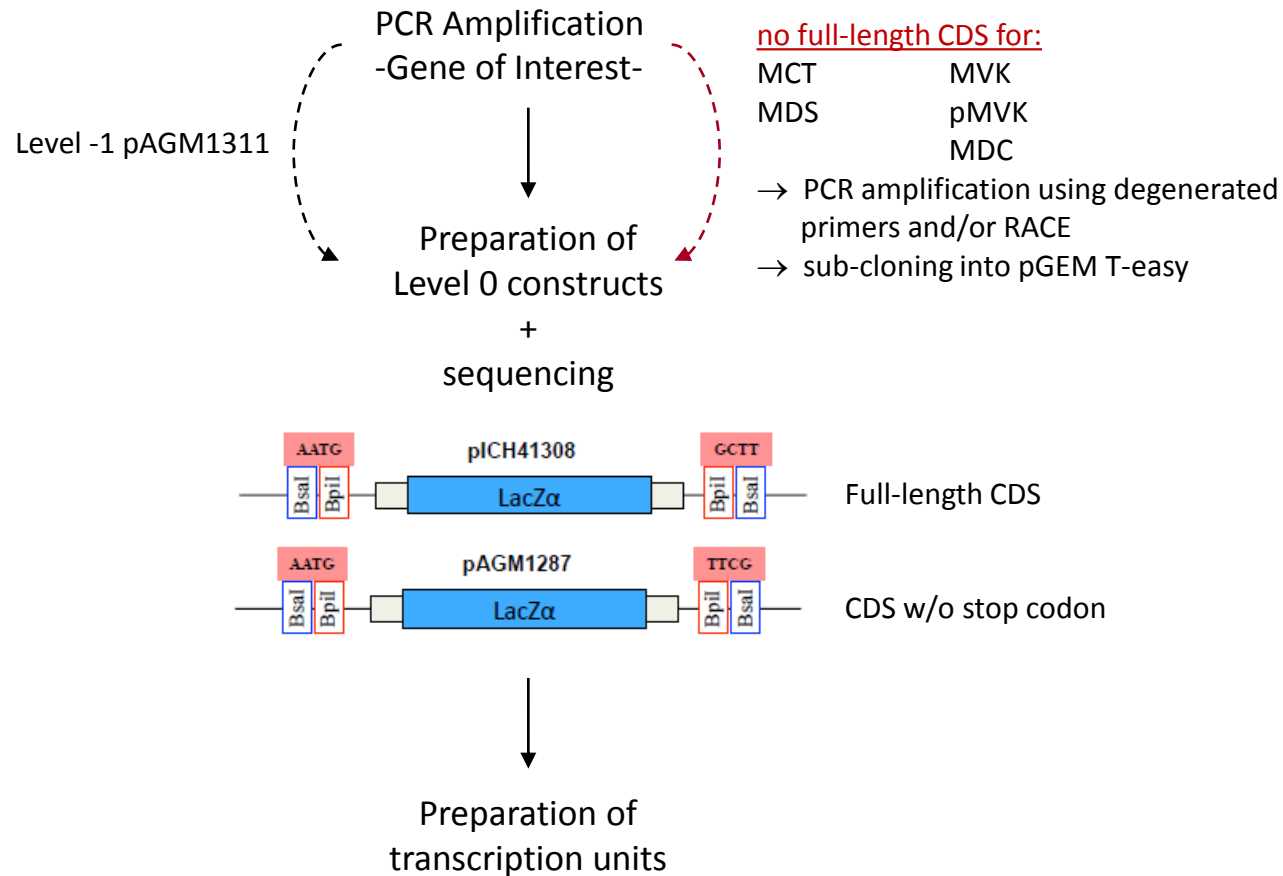 PCR Amplification
-Gene of Interest-
Level -1 pAGM1311
no full-length CDS for:
MCT MVK
MDS pMVK
MDC
→ PCR amplification using degenerated
primers and/or RACE
→ sub-cloning into pGEM T-easy
Preparation of
Level 0 constructs
+
sequencing
AATG pICH41308 GCTT
BsaI BpiI LacZα BpiI BsaI Full-length CDS
AATG pAGM1287 TTCG
BsaI BpiI LacZα BpiI BsaI CDS w/o stop codon
Preparation of
transcription units